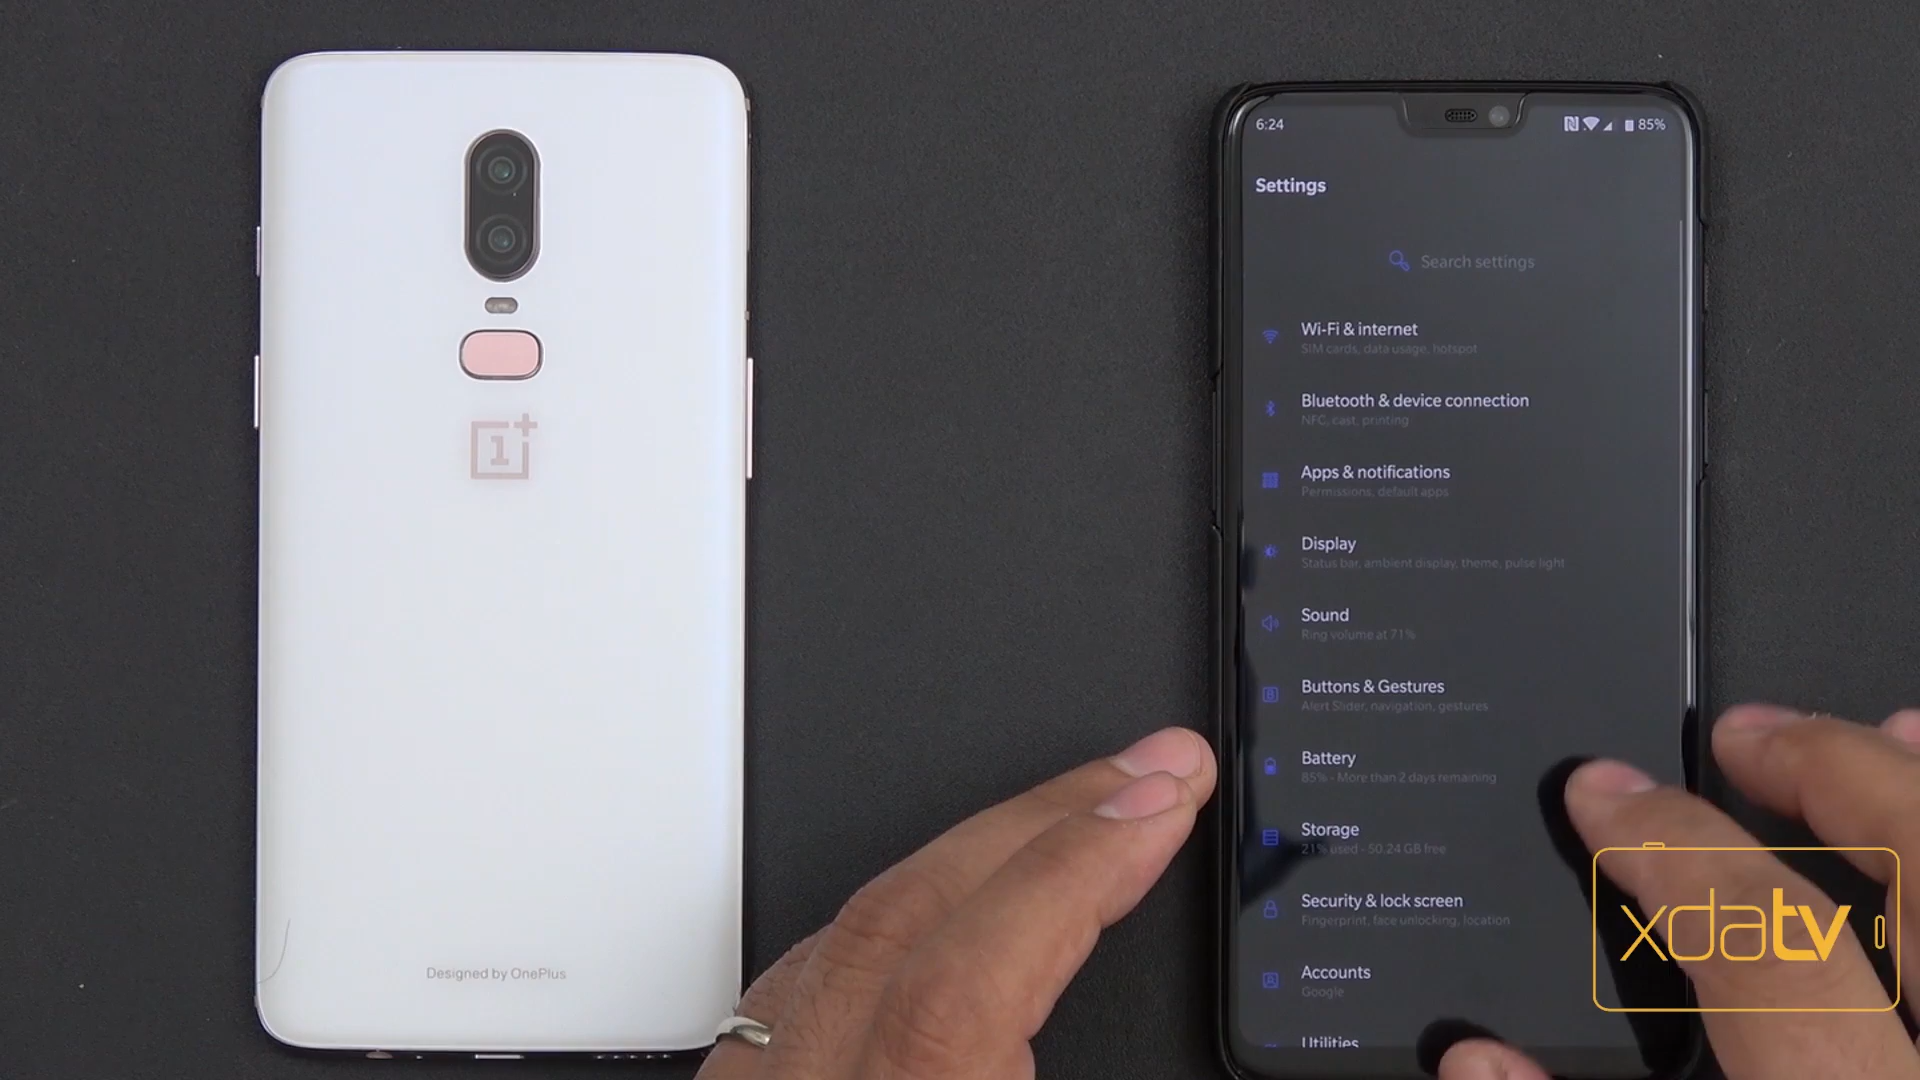 1
Designed by OnePlus
6:24
85%
Settings
Search settings
Wi-Fi & internet
SIM cards, data usage, hotspot
Bluetooth & device connection
NFC, cast, printing
Apps & notifications
Permissions, default apps
Display
Status bar, ambient display, theme, pulse light
Sound
Ring volume at 71%
Buttons & Gestures
Alert Slider, navigation, gestures
Battery
85% - More than 2 days remaining
Storage
21% used - 50.24 GB free
Security & lock screen
Fingerprint, face unlocking, location
Accounts
Google
Utilities
xdatv